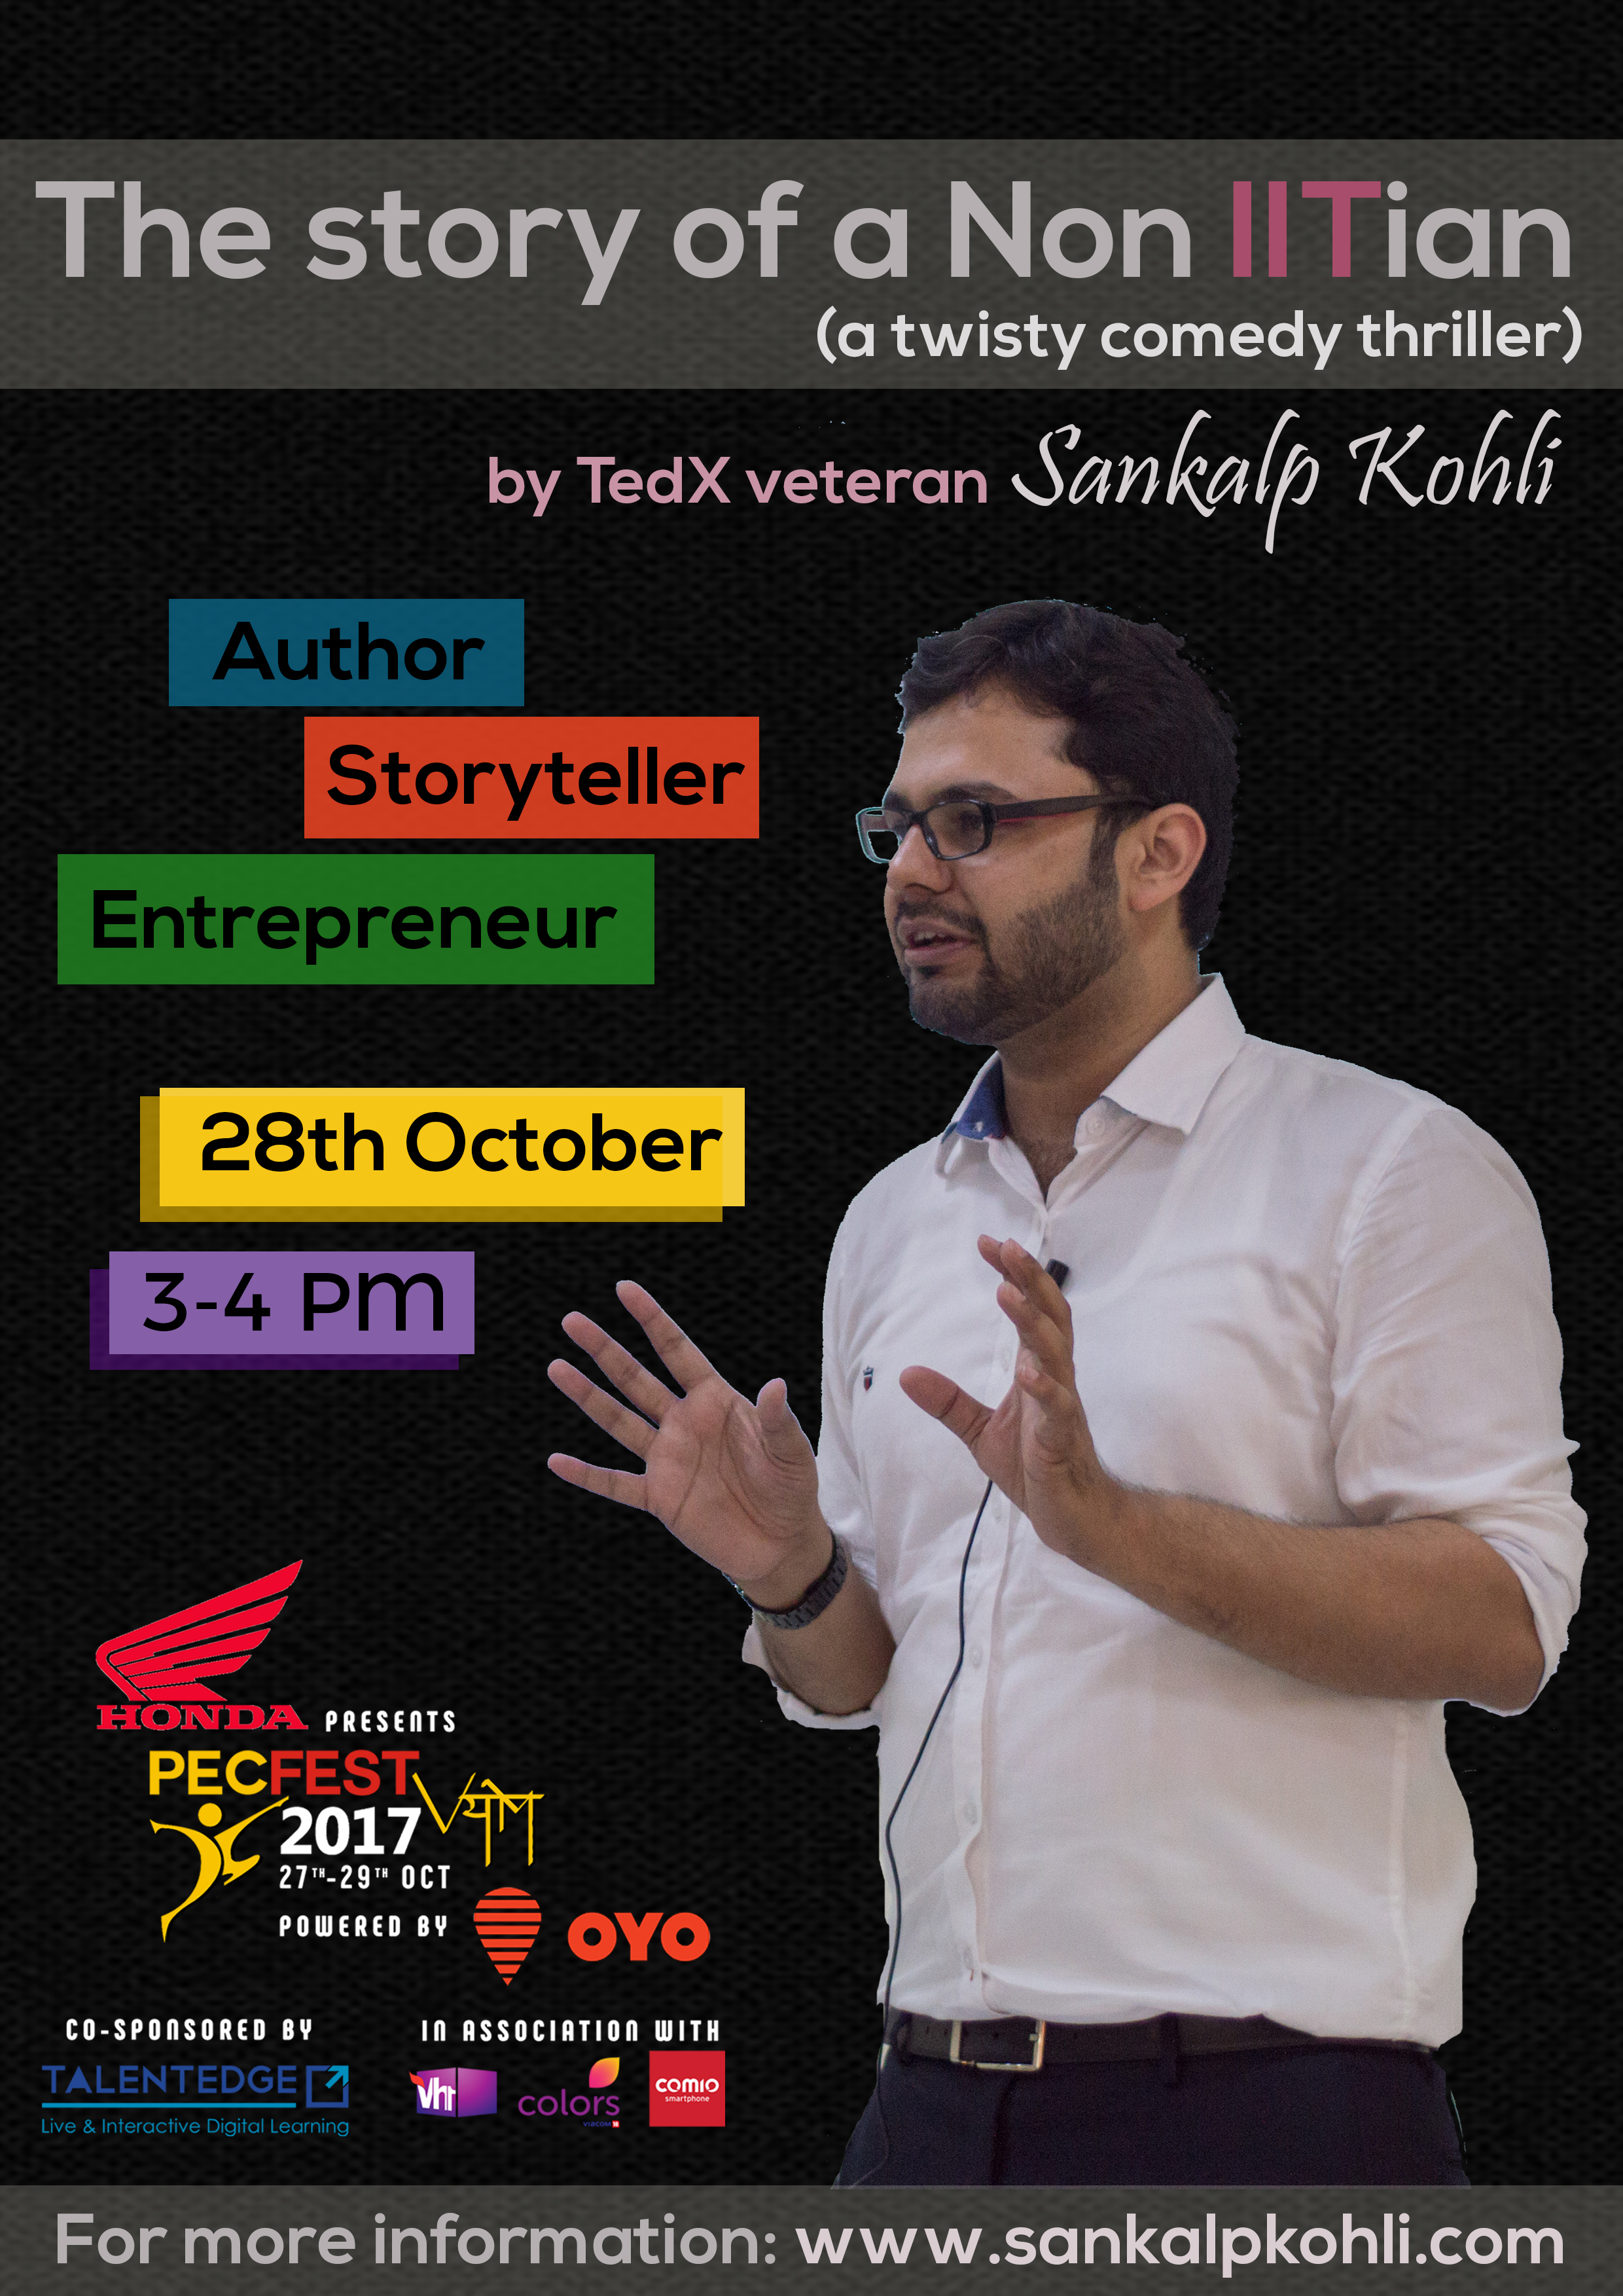 The story of a Non IITian
(a twisty comedy thriller)
by TedX veteran Sankalp Kohli
Author
Storyteller
Entrepreneur
28th October
3-4 Pm
HONDA PRESENTS
PECFEST
2017 व्योम
27TH-29TH OCT
POWERED BY OYO
CO-SPONSORED BY
TALENTEDGE
Live & Interactive Digital Learning
IN ASSOCIATION WITH
vh1 colors COMIO
smartphone
VIACOM18
For more information: www.sankalpkohli.com